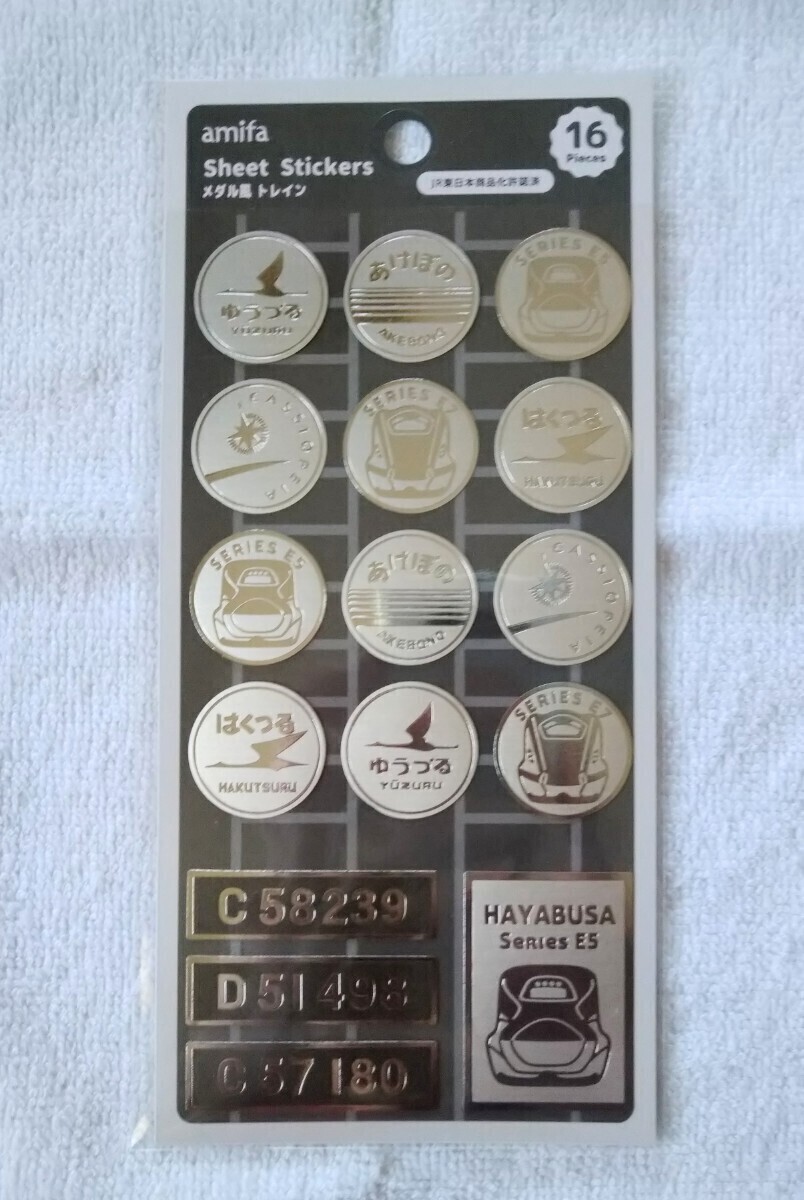 amifa
16
Pieces
Sheet Stickers
メダル風 トレイン
JR東日本商品化許諾済
ゆうづる
YŪZURU
あけぼの
AKEBONO
SERIES E5
CASSIOPEIA
SERIES E7
はくつる
HAKUTSURU
SERIES E5
あけぼの
AKEBONO
CASSIOPEIA
はくつる
HAKUTSURU
ゆうづる
YŪZURU
SERIES E7
C 58239
D 51 498
C 57 180
HAYABUSA
Series E5